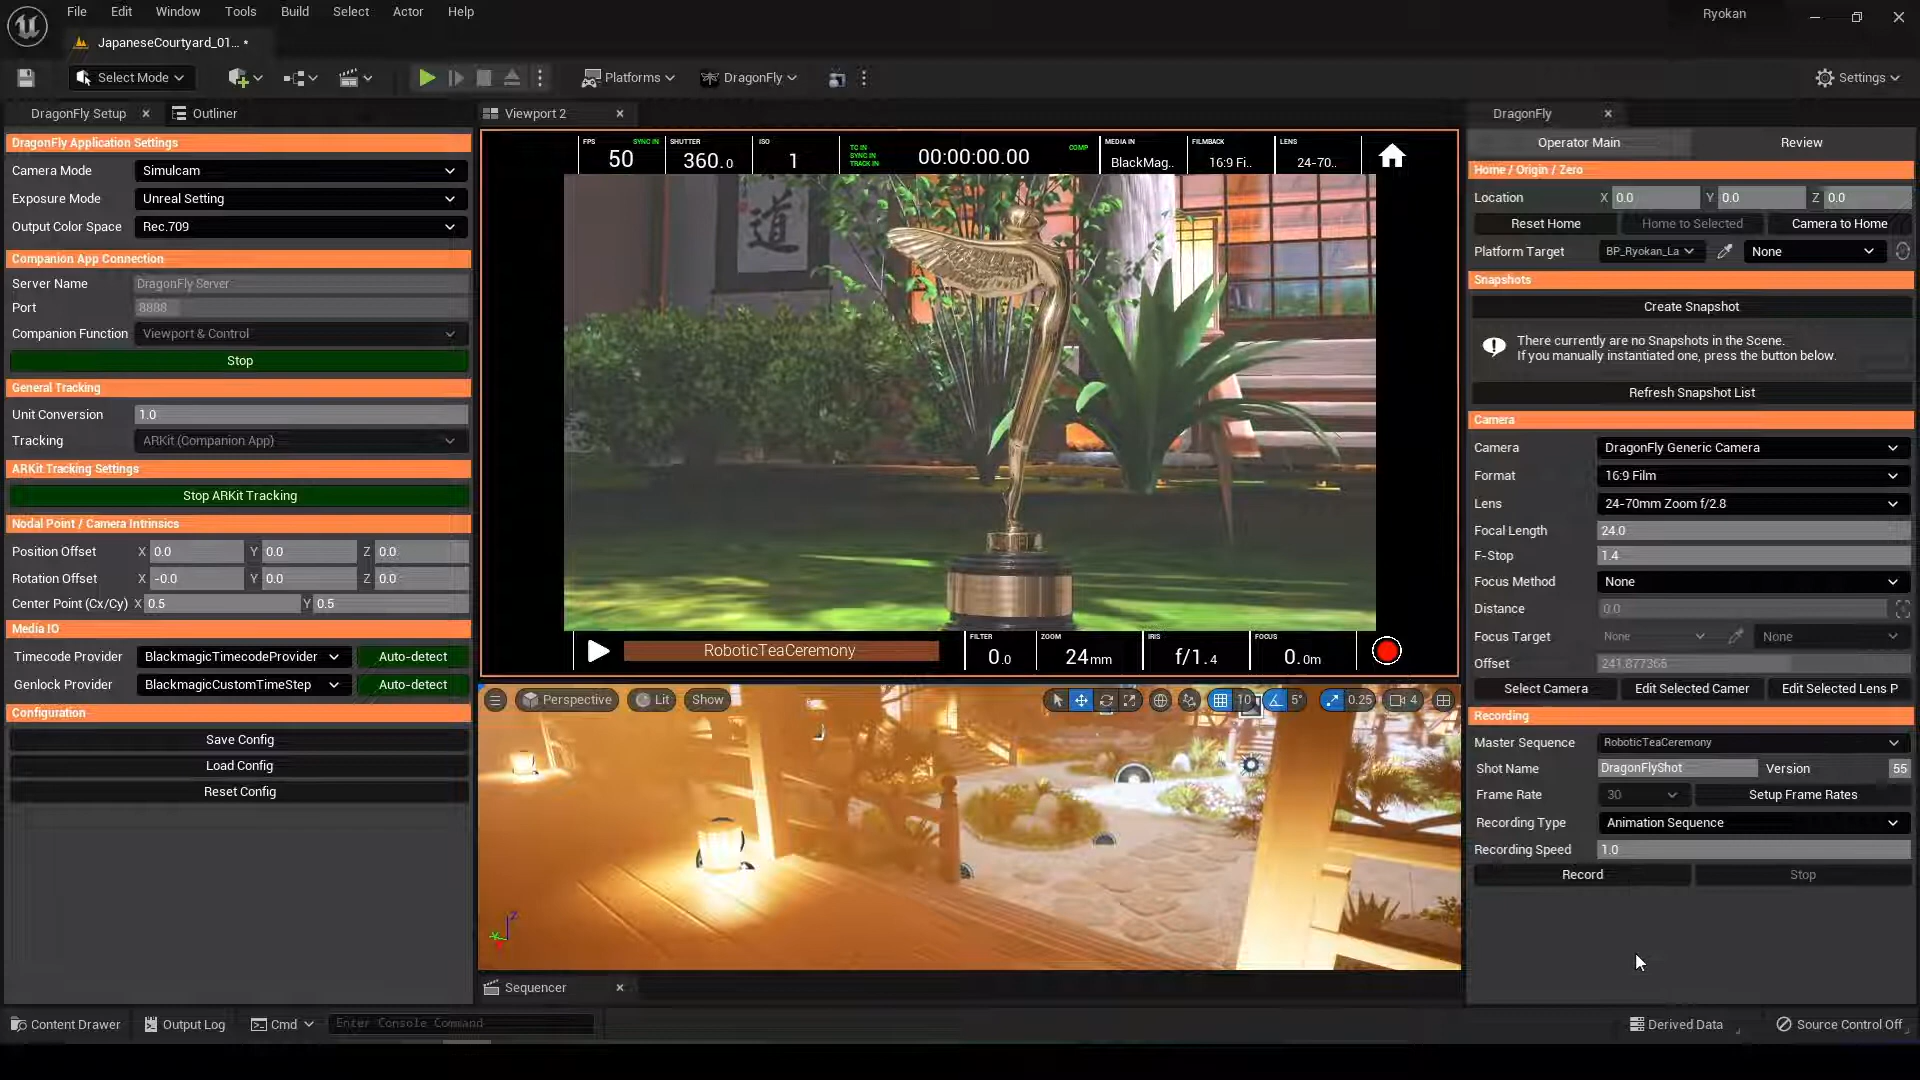 File Edit Window Tools Build Select Actor Help
Ryokan
JapaneseCourtyard_01... *
Select Mode
Platforms
DragonFly
Settings
DragonFly Setup
Outliner
DragonFly Application Settings
Camera Mode Simulcam
Exposure Mode Unreal Setting
Output Color Space Rec.709
Companion App Connection
Server Name DragonFly Server
Port 8888
Companion Function Viewport & Control
Stop
General Tracking
Unit Conversion 1.0
Tracking ARKit (Companion App)
ARKit Tracking Settings
Stop ARKit Tracking
Nodal Point / Camera Intrinsics
Position Offset X 0.0 Y 0.0 Z 0.0
Rotation Offset X -0.0 Y 0.0 Z 0.0
Center Point (Cx/Cy) X 0.5 Y 0.5
Media IO
Timecode Provider BlackmagicTimecodeProvider Auto-detect
Genlock Provider BlackmagicCustomTimeStep Auto-detect
Configuration
Save Config
Load Config
Reset Config
Viewport 2
FPS SYNC IN SHUTTER ISO TC IN SYNC IN TRACK IN COMP MEDIA IN FILMBACK LENS
50 360.0 1 00:00:00.00 BlackMag.. 16:9 Fi.. 24-70..
道
RoboticTeaCeremony
FILTER ZOOM IRIS FOCUS
0.0 24mm f/1.4 0.0m
Perspective Lit Show 10 5° 0.25 4
Z
Sequencer
DragonFly
Operator Main Review
Home / Origin / Zero
Location X 0.0 Y 0.0 Z 0.0
Reset Home Home to Selected Camera to Home
Platform Target BP_Ryokan_La None
Snapshots
Create Snapshot
There currently are no Snapshots in the Scene.
If you manually instantiated one, press the button below.
Refresh Snapshot List
Camera
Camera DragonFly Generic Camera
Format 16:9 Film
Lens 24-70mm Zoom f/2.8
Focal Length 24.0
F-Stop 1.4
Focus Method None
Distance 0.0
Focus Target None None
Offset 241.877365
Select Camera Edit Selected Camer Edit Selected Lens P
Recording
Master Sequence RoboticTeaCeremony
Shot Name DragonFlyShot Version 55
Frame Rate 30 Setup Frame Rates
Recording Type Animation Sequence
Recording Speed 1.0
Record Stop
Content Drawer Output Log Cmd Enter Console Command
Derived Data Source Control Off